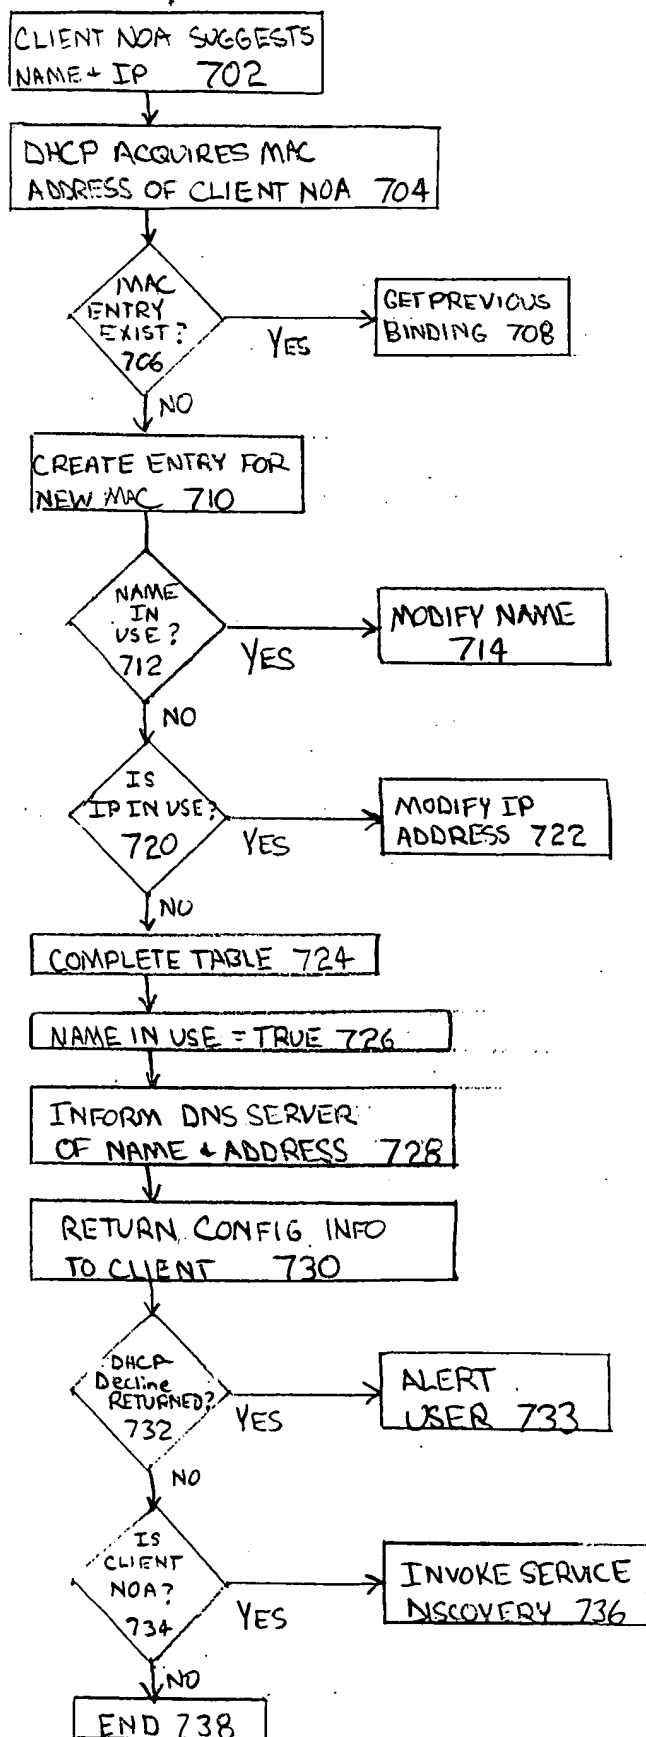 CLIENT NOA SUGGESTS
NAME + IP 702
DHCP ACQUIRES MAC
ADDRESS OF CLIENT NOA 704
MAC
ENTRY
EXIST?
706
YES
GET PREVIOUS
BINDING 708
NO
CREATE ENTRY FOR
NEW MAC 710
NAME
IN
USE?
712
YES
MODIFY NAME
714
NO
IS
IP IN USE?
720
YES
MODIFY IP
ADDRESS 722
NO
COMPLETE TABLE 724
NAME IN USE = TRUE 726
INFORM DNS SERVER
OF NAME & ADDRESS 728
RETURN CONFIG INFO
TO CLIENT 730
DHCP
Decline
RETURNED?
732
YES
ALERT
USER 733
NO
IS
CLIENT
NOA?
734
YES
INVOKE SERVICE
DISCOVERY 736
NO
END 738